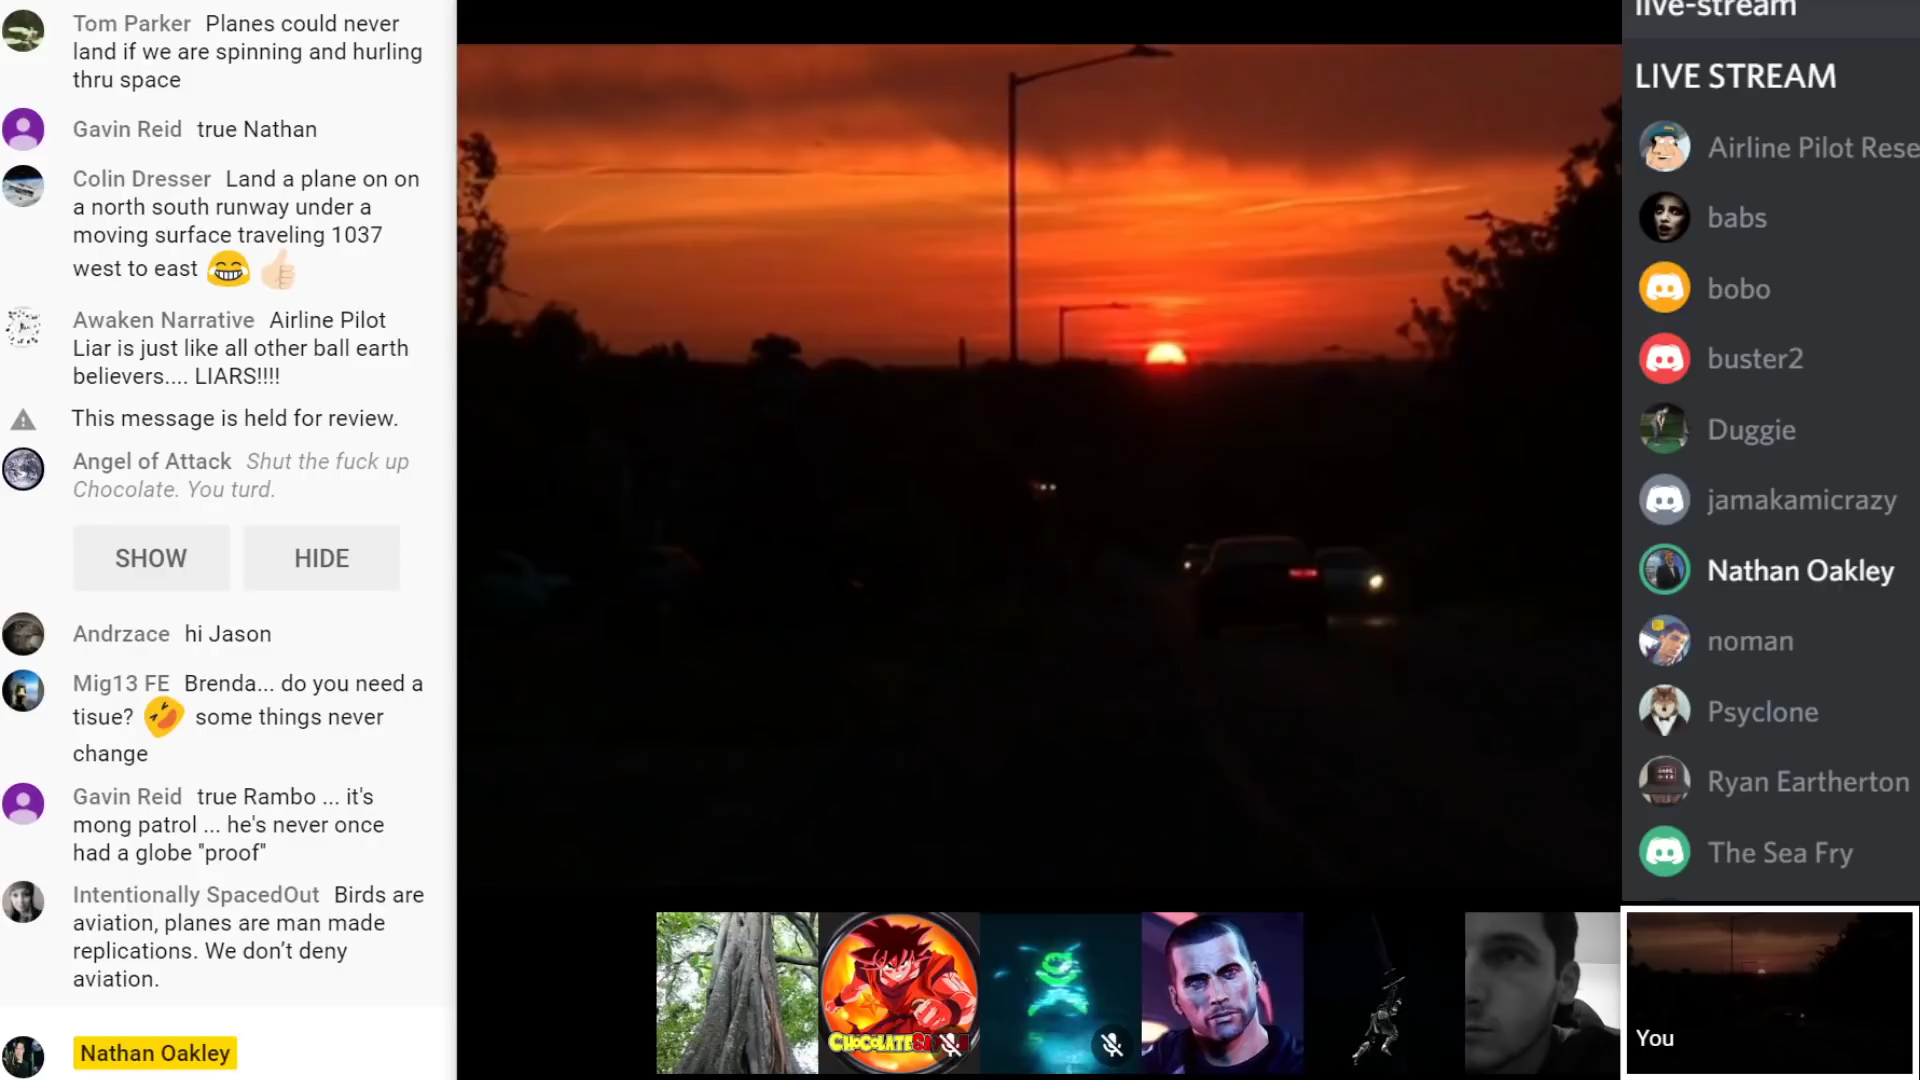 Tom Parker Planes could never
land if we are spinning and hurling
thru space
Gavin Reid true Nathan
Colin Dresser Land a plane on on
a north south runway under a
moving surface traveling 1037
west to east
Awaken Narrative Airline Pilot
Liar is just like all other ball earth
believers.... LIARS!!!!
This message is held for review.
Angel of Attack Shut the fuck up
Chocolate. You turd.
SHOW HIDE
Andrzace hi Jason
Mig13 FE Brenda... do you need a
tisue? some things never
change
Gavin Reid true Rambo ... it's
mong patrol ... he's never once
had a globe "proof"
Intentionally SpacedOut Birds are
aviation, planes are man made
replications. We don’t deny
aviation.
Nathan Oakley
live-stream
LIVE STREAM
Airline Pilot Rese
babs
bobo
buster2
Duggie
jamakamicrazy
Nathan Oakley
noman
Psyclone
Ryan Eartherton
The Sea Fry
You